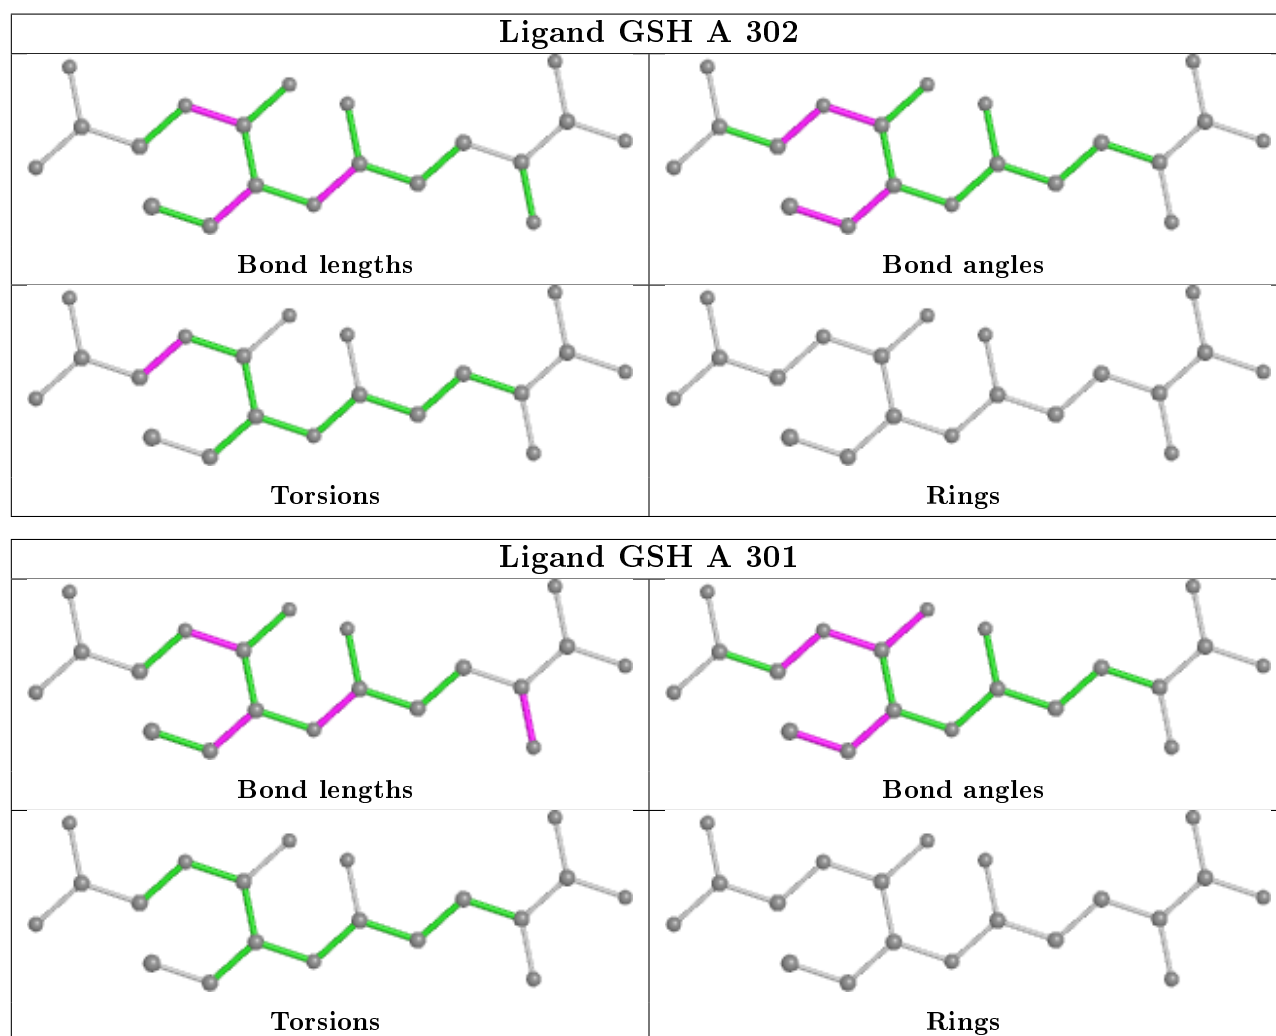 Ligand GSH A 302
Bond lengths
Bond angles
Torsions
Rings
Ligand GSH A 301
Bond lengths
Bond angles
Torsions
Rings